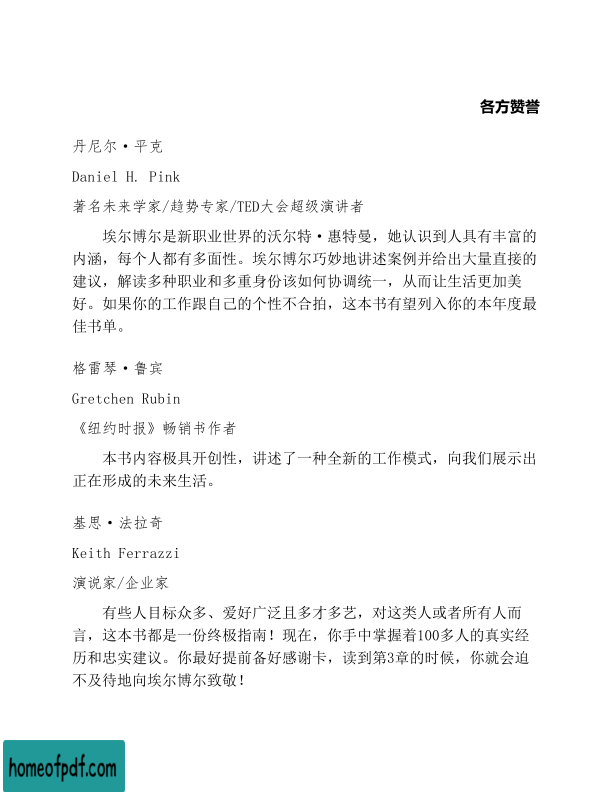 各方赞誉
丹尼尔·平克
Daniel H. Pink
著名未来学家/趋势专家/TED大会超级演讲者
埃尔博尔是新职业世界的沃尔特·惠特曼，她认识到人具有丰富的
内涵，每个人都有多面性。埃尔博尔巧妙地讲述案例并给出大量直接的
建议，解读多种职业和多重身份该如何协调统一，从而让生活更加美
好。如果你的工作跟自己的个性不合拍，这本书有望列入你的本年度最
佳书单。
格雷琴·鲁宾
Gretchen Rubin
《纽约时报》畅销书作者
本书内容极具开创性，讲述了一种全新的工作模式，向我们展示出
正在形成的未来生活。
基思·法拉奇
Keith Ferrazzi
演说家/企业家
有些人目标众多、爱好广泛且多才多艺，对这类人或者所有人而
言，这本书都是一份终极指南！现在，你手中掌握着100多人的真实经
历和忠实建议。你最好提前备好感谢卡，读到第3章的时候，你就会迫
不及待地向埃尔博尔致敬！
homeofpdf.com